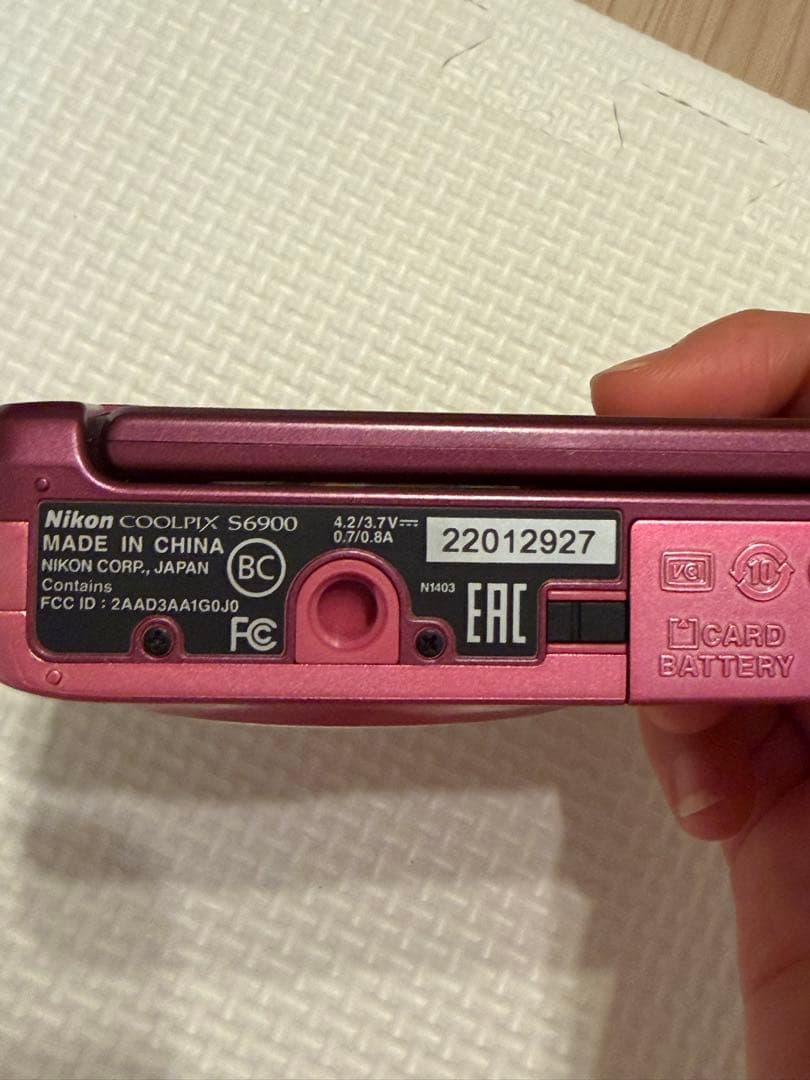 Nikon COOLPIX S6900
MADE IN CHINA
NIKON CORP., JAPAN
Contains
FCC ID : 2AAD3AA1G0J0
BC
FC
4.2/3.7V⎓
0.7/0.8A
22012927
N1403
EAC
10
CARD
BATTERY